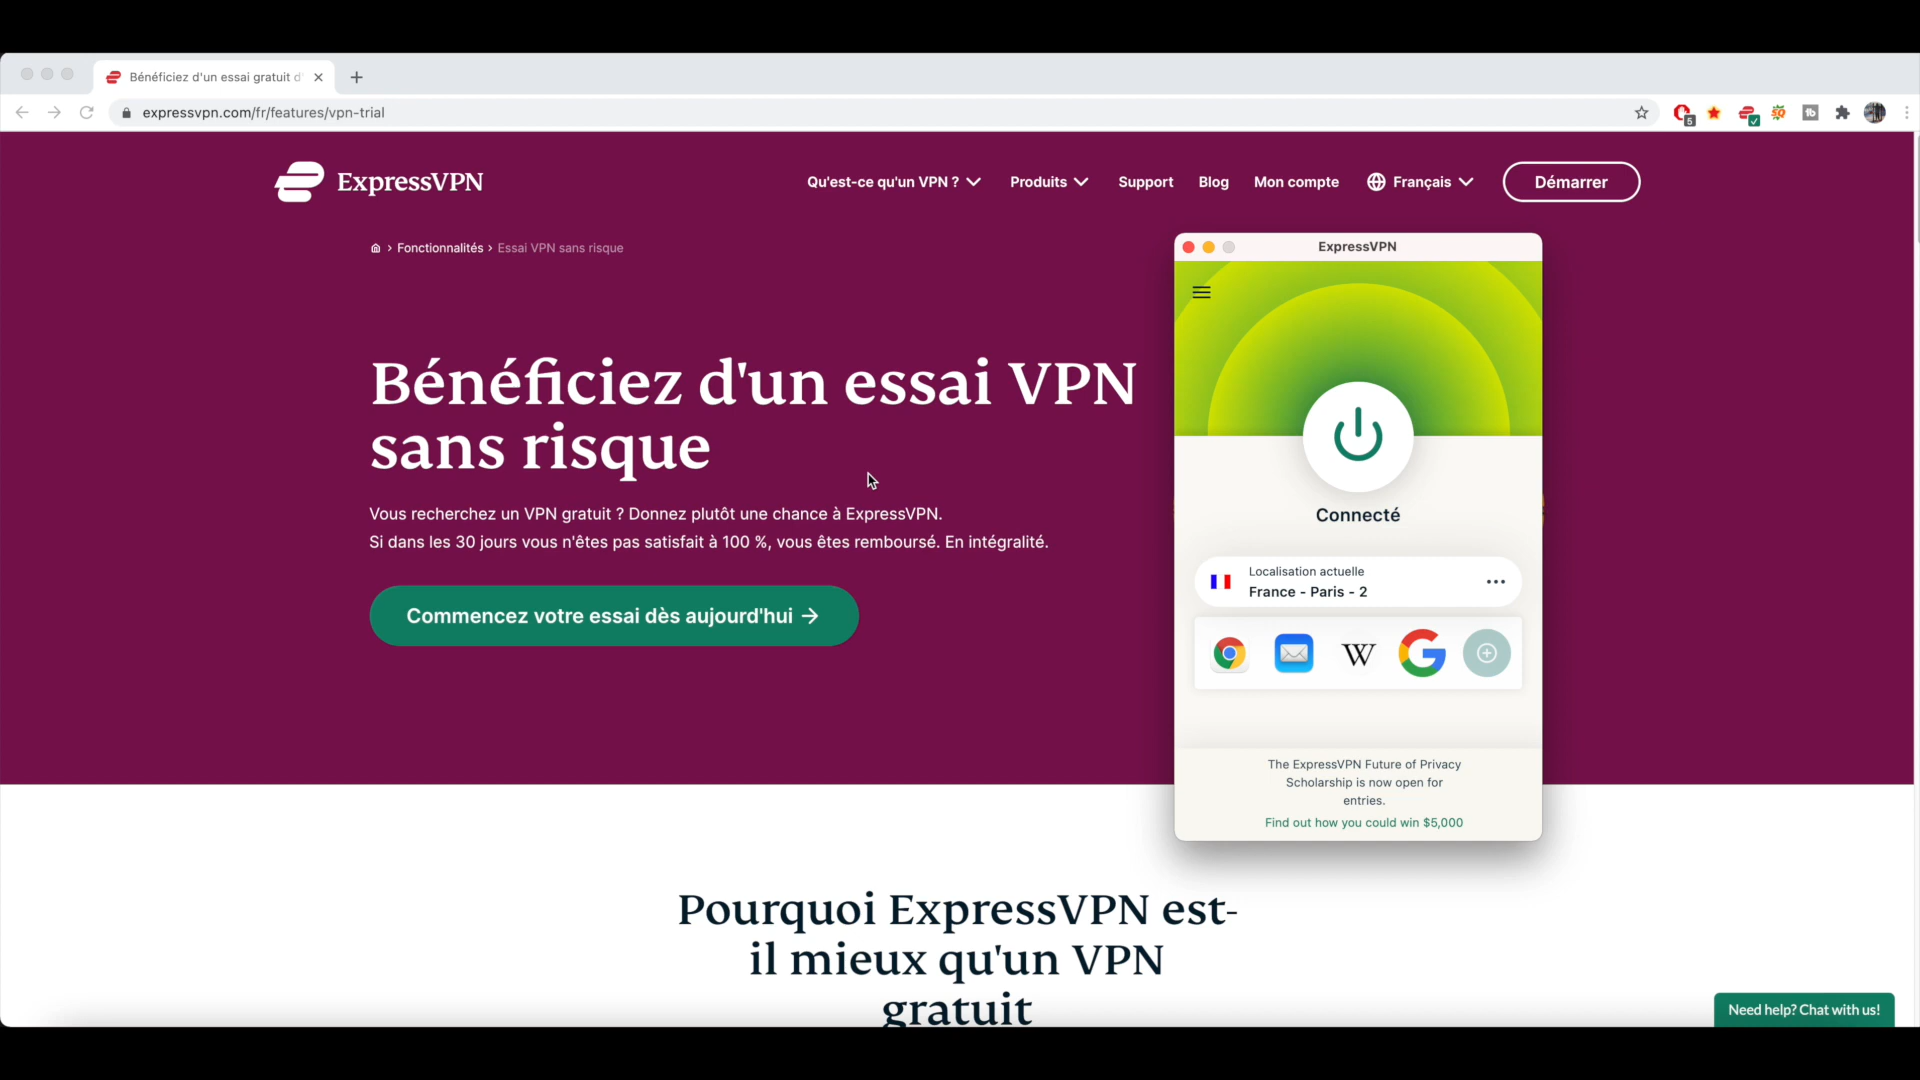 Bénéficiez d'un essai gratuit d'
expressvpn.com/fr/features/vpn-trial
5
ExpressVPN
Qu'est-ce qu'un VPN ?
Produits
Support
Blog
Mon compte
Français
Démarrer
Fonctionnalités
Essai VPN sans risque
Bénéficiez d'un essai VPN
sans risque
Vous recherchez un VPN gratuit ? Donnez plutôt une chance à ExpressVPN.
Si dans les 30 jours vous n'êtes pas satisfait à 100 %, vous êtes remboursé. En intégralité.
Commencez votre essai dès aujourd'hui →
ExpressVPN
Connecté
Localisation actuelle
France - Paris - 2
W
The ExpressVPN Future of Privacy
Scholarship is now open for
entries.
Find out how you could win $5,000
Pourquoi ExpressVPN est-
il mieux qu'un VPN
gratuit
Need help? Chat with us!